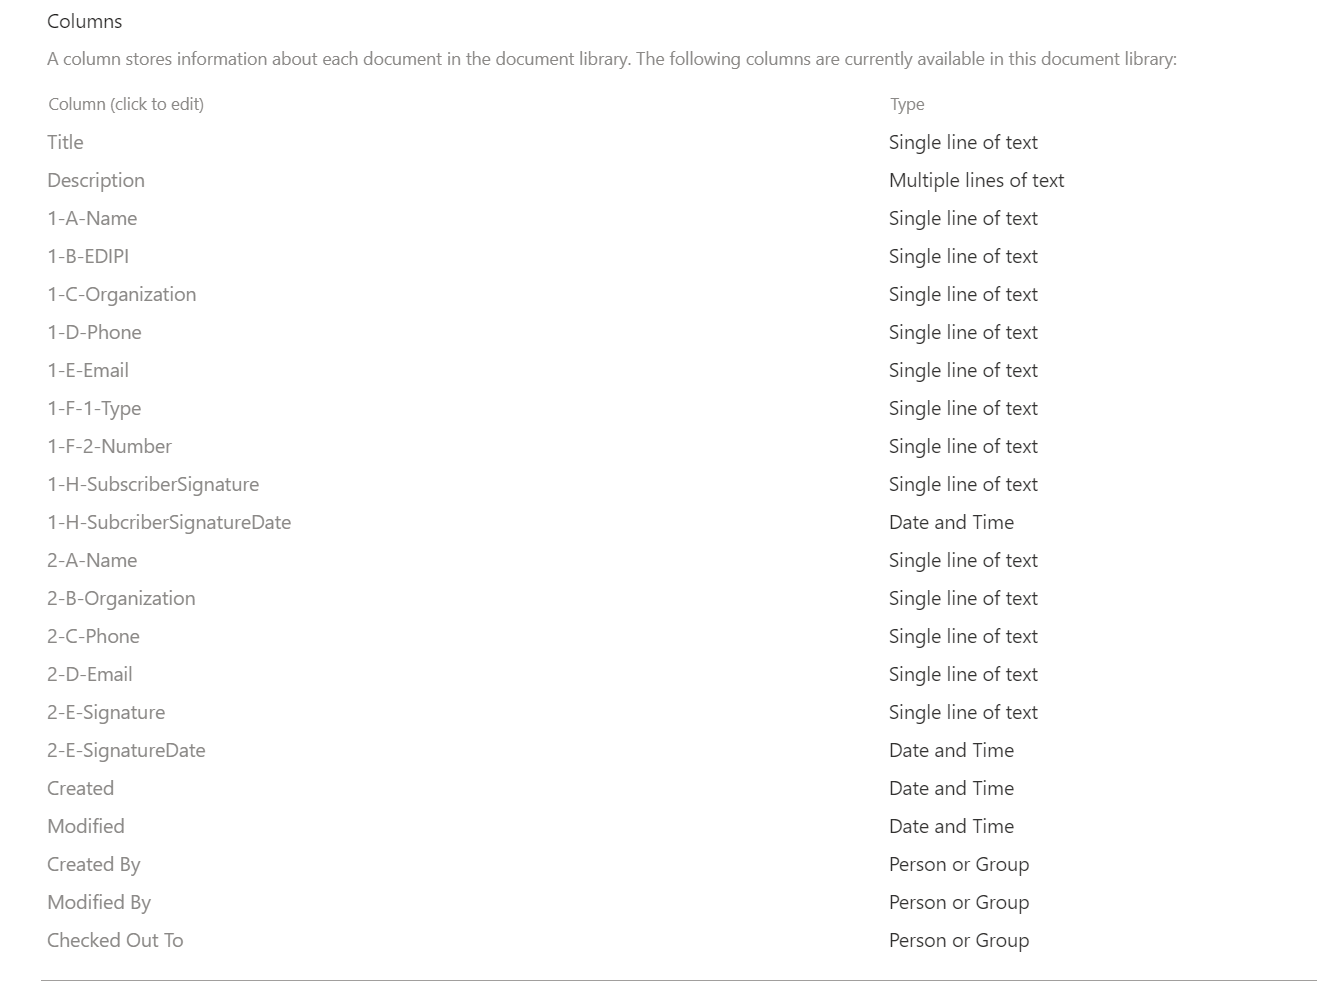 Columns
A column stores information about each document in the document library. The following columns are currently available in this document library:
Column (click to edit) Type
Title Single line of text
Description Multiple lines of text
1-A-Name Single line of text
1-B-EDIPI Single line of text
1-C-Organization Single line of text
1-D-Phone Single line of text
1-E-Email Single line of text
1-F-1-Type Single line of text
1-F-2-Number Single line of text
1-H-SubscriberSignature Single line of text
1-H-SubcriberSignatureDate Date and Time
2-A-Name Single line of text
2-B-Organization Single line of text
2-C-Phone Single line of text
2-D-Email Single line of text
2-E-Signature Single line of text
2-E-SignatureDate Date and Time
Created Date and Time
Modified Date and Time
Created By Person or Group
Modified By Person or Group
Checked Out To Person or Group